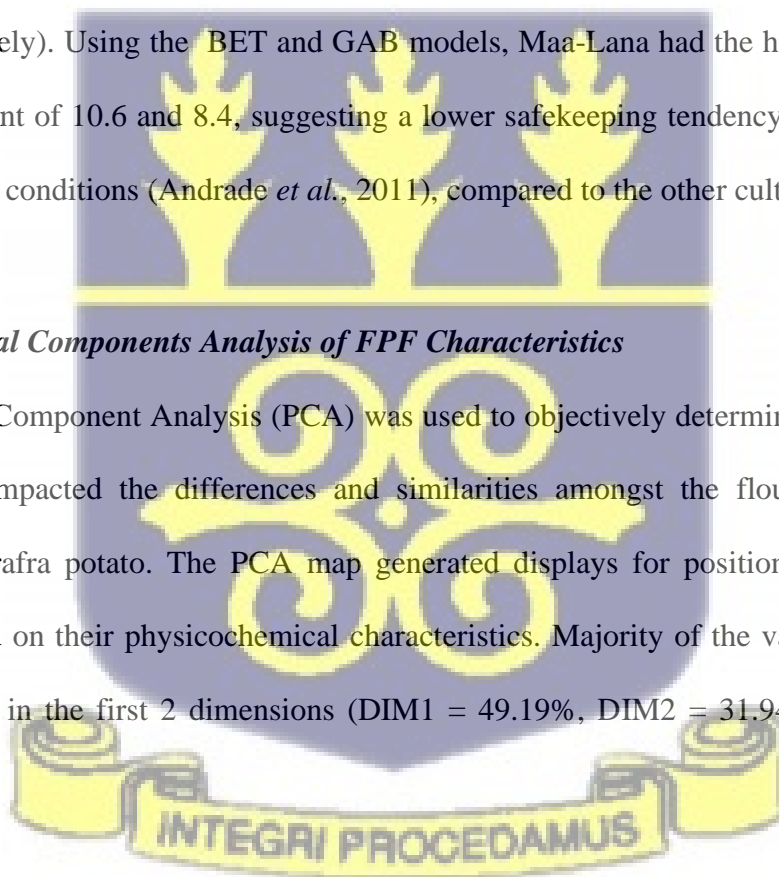 ely). Using the BET and GAB models, Maa-Lana had the h
nt of 10.6 and 8.4, suggesting a lower safekeeping tendency
conditions (Andrade et al., 2011), compared to the other cult
al Components Analysis of FPF Characteristics
Component Analysis (PCA) was used to objectively determin
mpacted the differences and similarities amongst the flou
rafra potato. The PCA map generated displays for position
on their physicochemical characteristics. Majority of the v
in the first 2 dimensions (DIM1 = 49.19%, DIM2 = 31.94
INTEGRI PROCEDAMUS